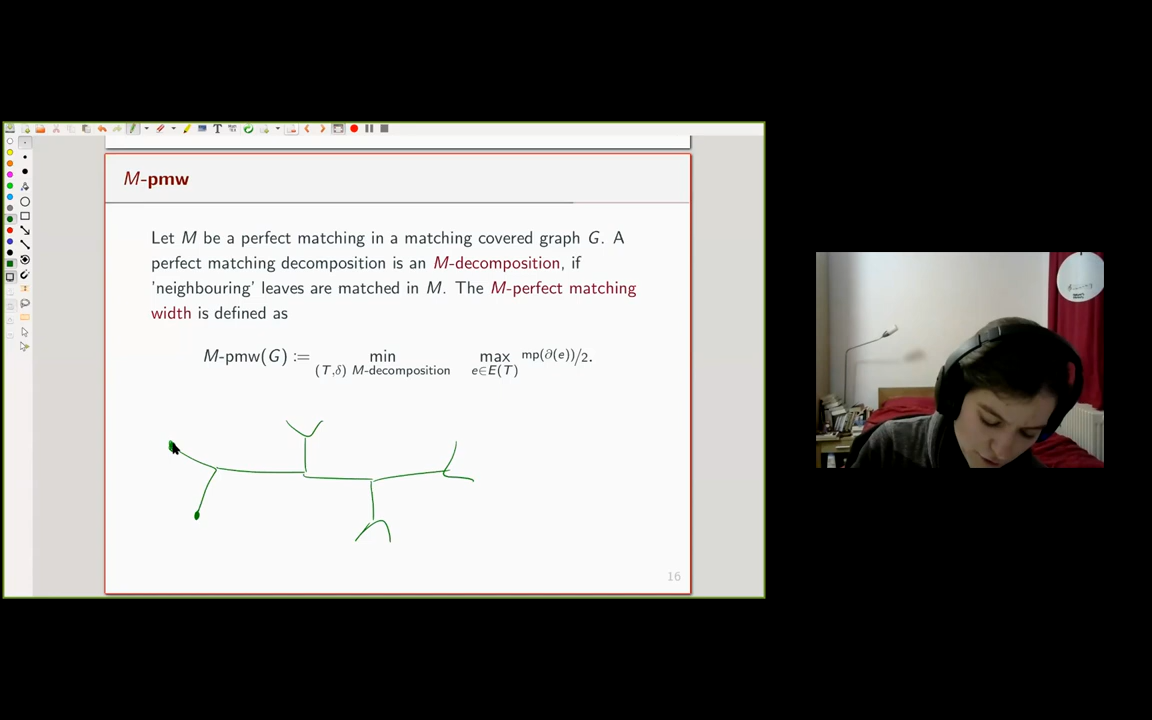 M-pmw
Let M be a perfect matching in a matching covered graph G. A
perfect matching decomposition is an M-decomposition, if
'neighbouring' leaves are matched in M. The M-perfect matching
width is defined as
M-pmw(G) := min max mp(∂(e))/2.
(T,δ) M-decomposition e∈E(T)
16